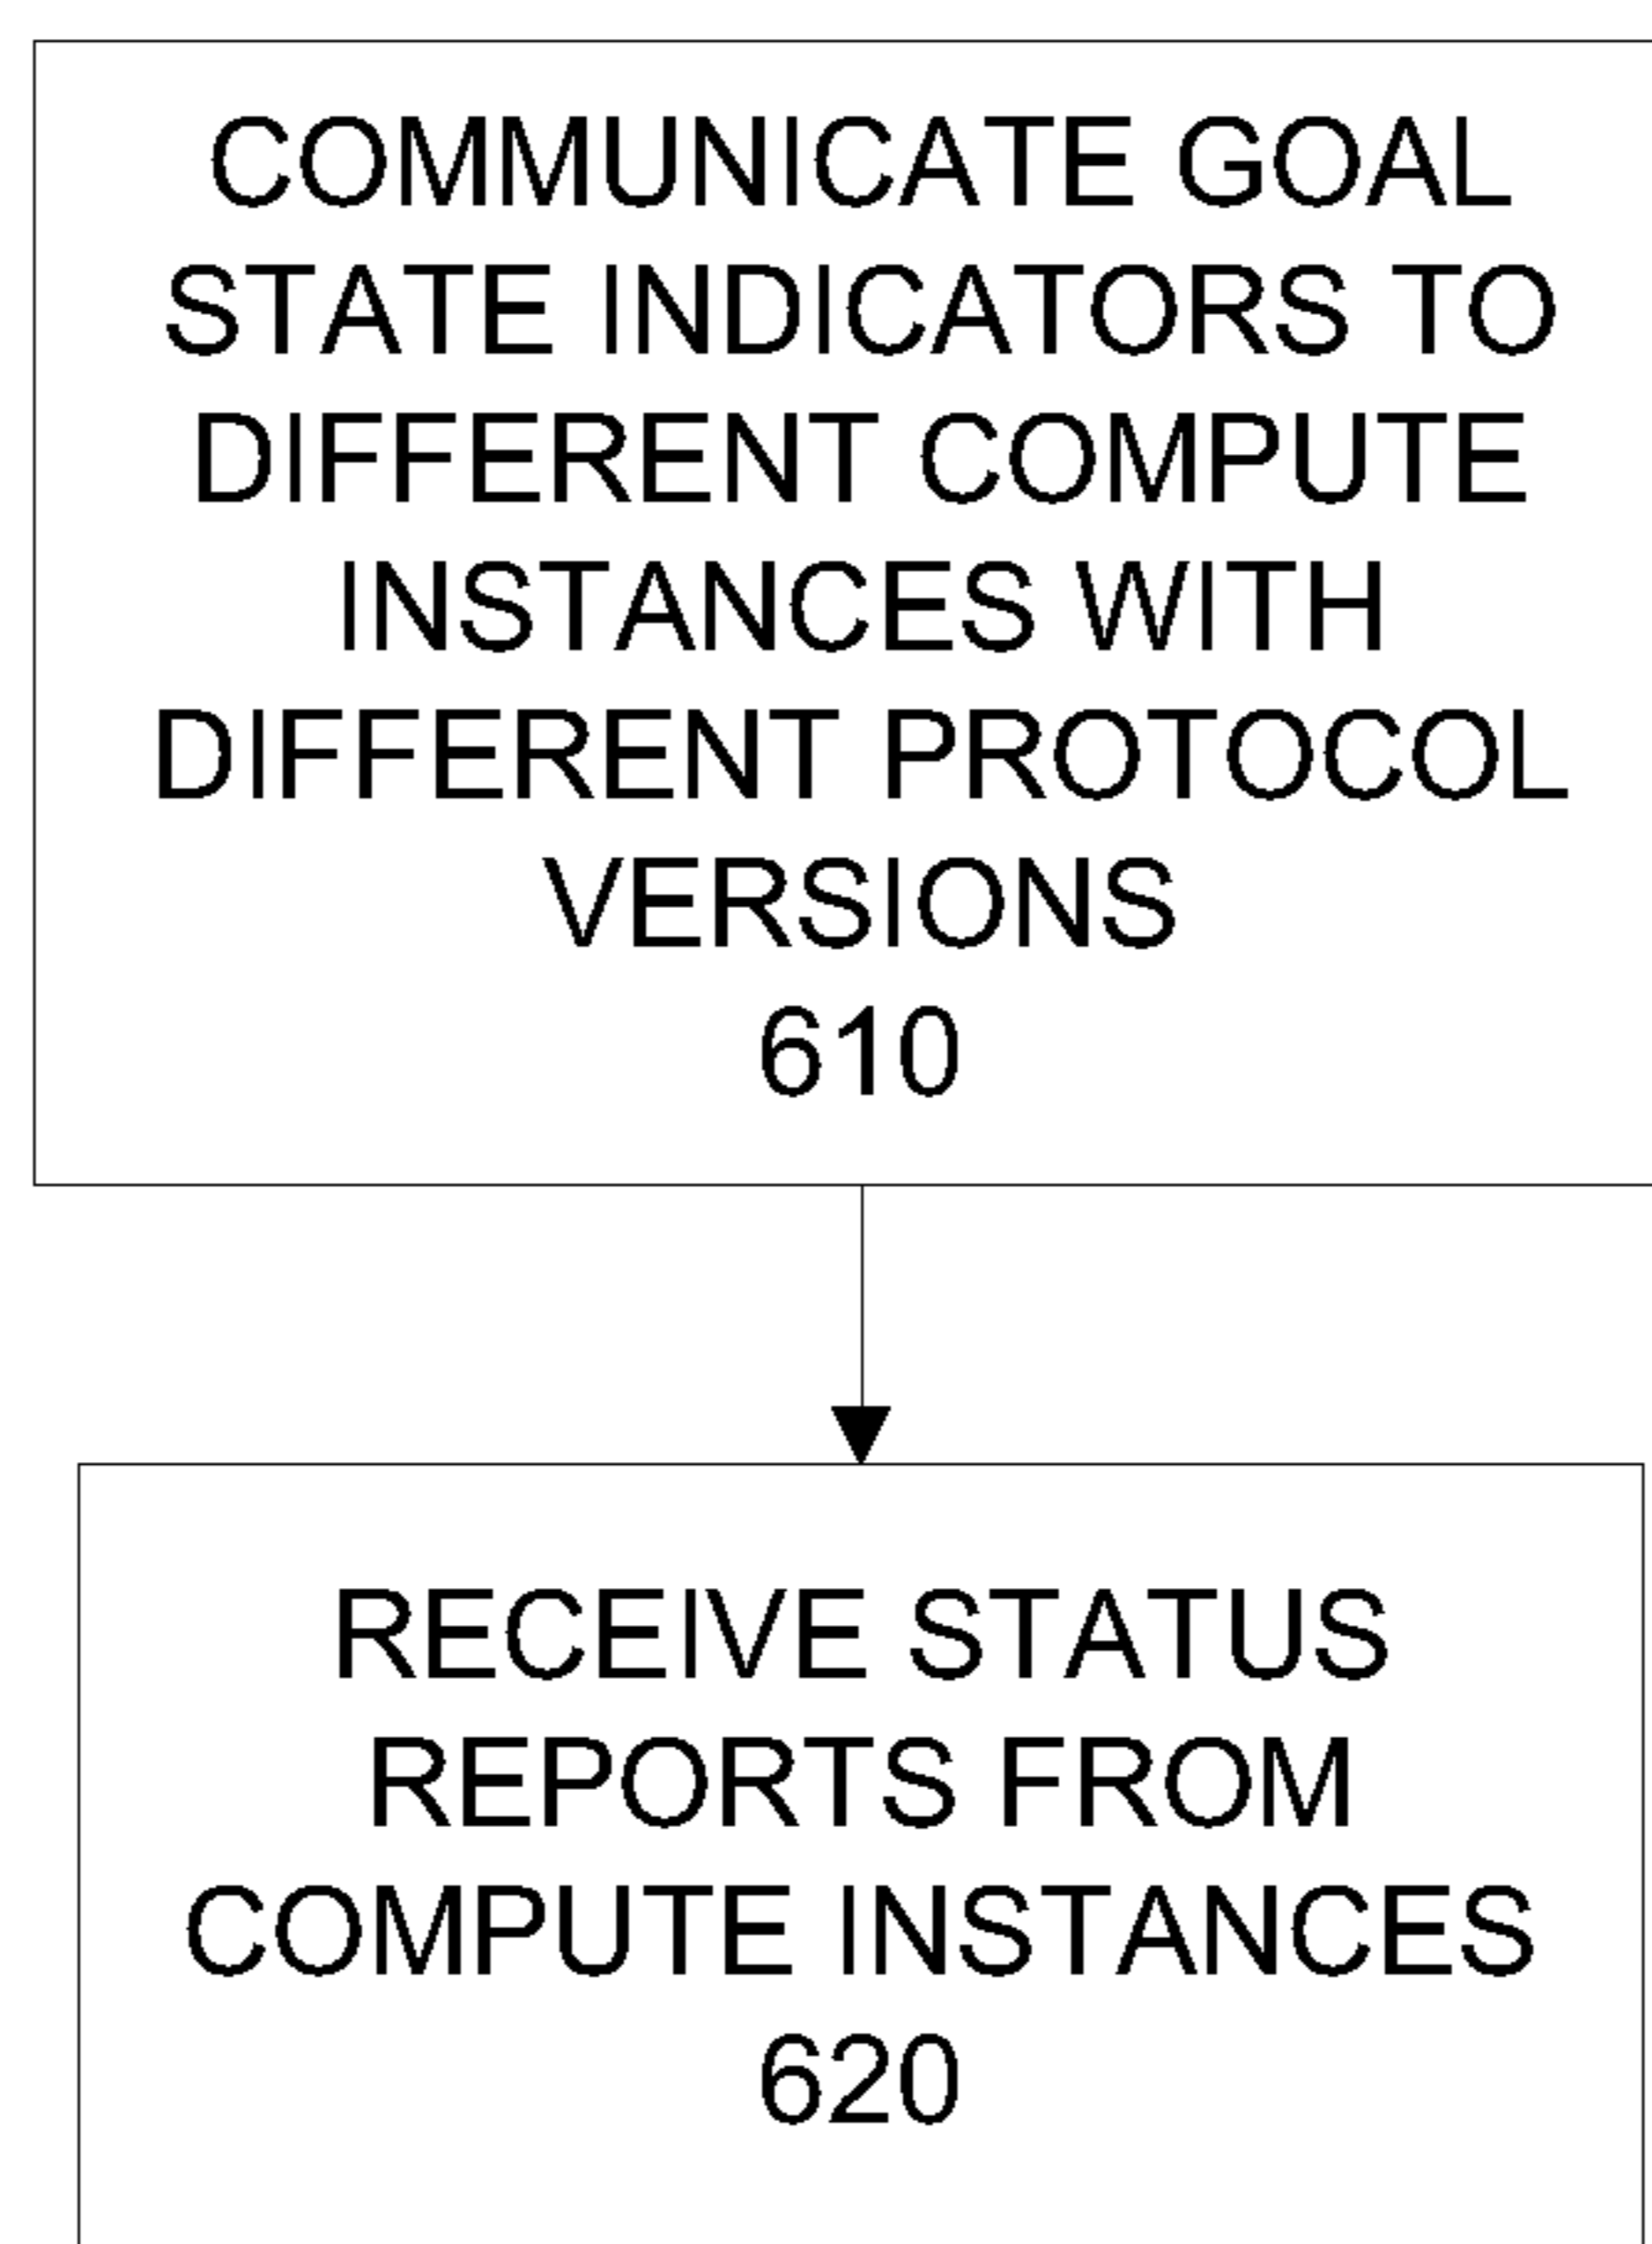 COMMUNICATE GOAL
STATE INDICATORS TO
DIFFERENT COMPUTE
INSTANCES WITH
DIFFERENT PROTOCOL
VERSIONS
610
RECEIVE STATUS
REPORTS FROM
COMPUTE INSTANCES
620